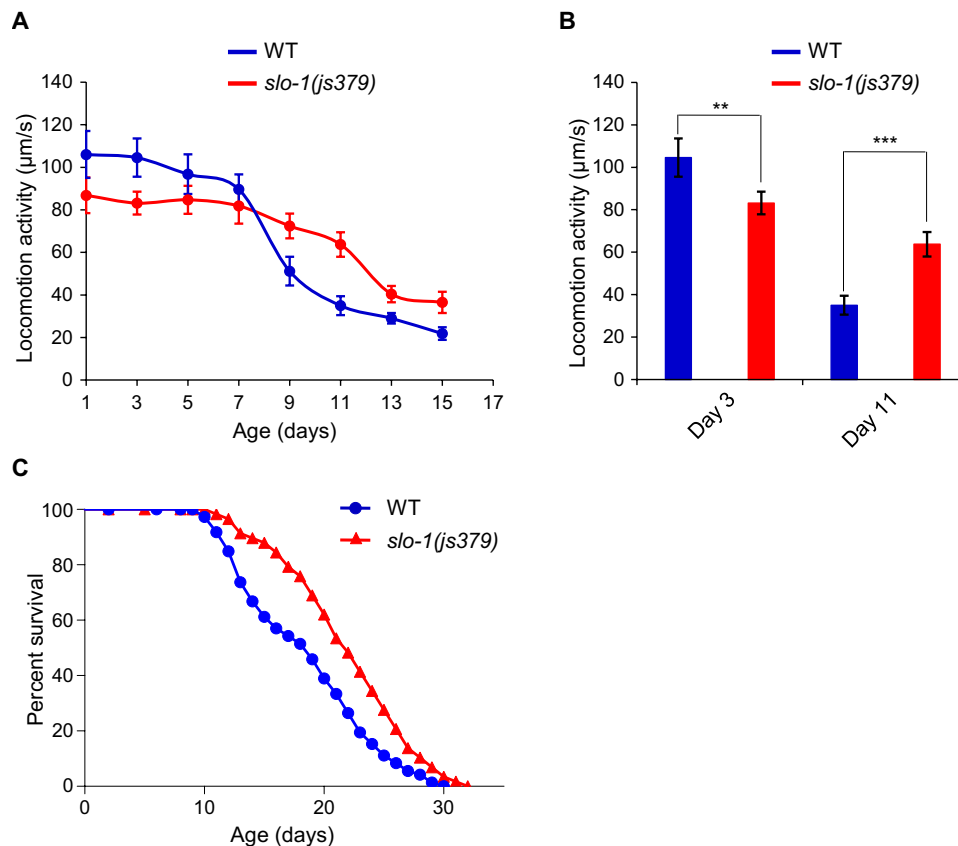 A
WT
slo-1(js379)
Locomotion activity (μm/s)
140
120
100
80
60
40
20
0
1 3 5 7 9 11 13 15 17
Age (days)
B
WT
slo-1(js379)
Locomotion activity (μm/s)
140
120
100
80
60
40
20
0
**
***
Day 3
Day 11
C
WT
slo-1(js379)
Percent survival
100
80
60
40
20
0
0 10 20 30
Age (days)